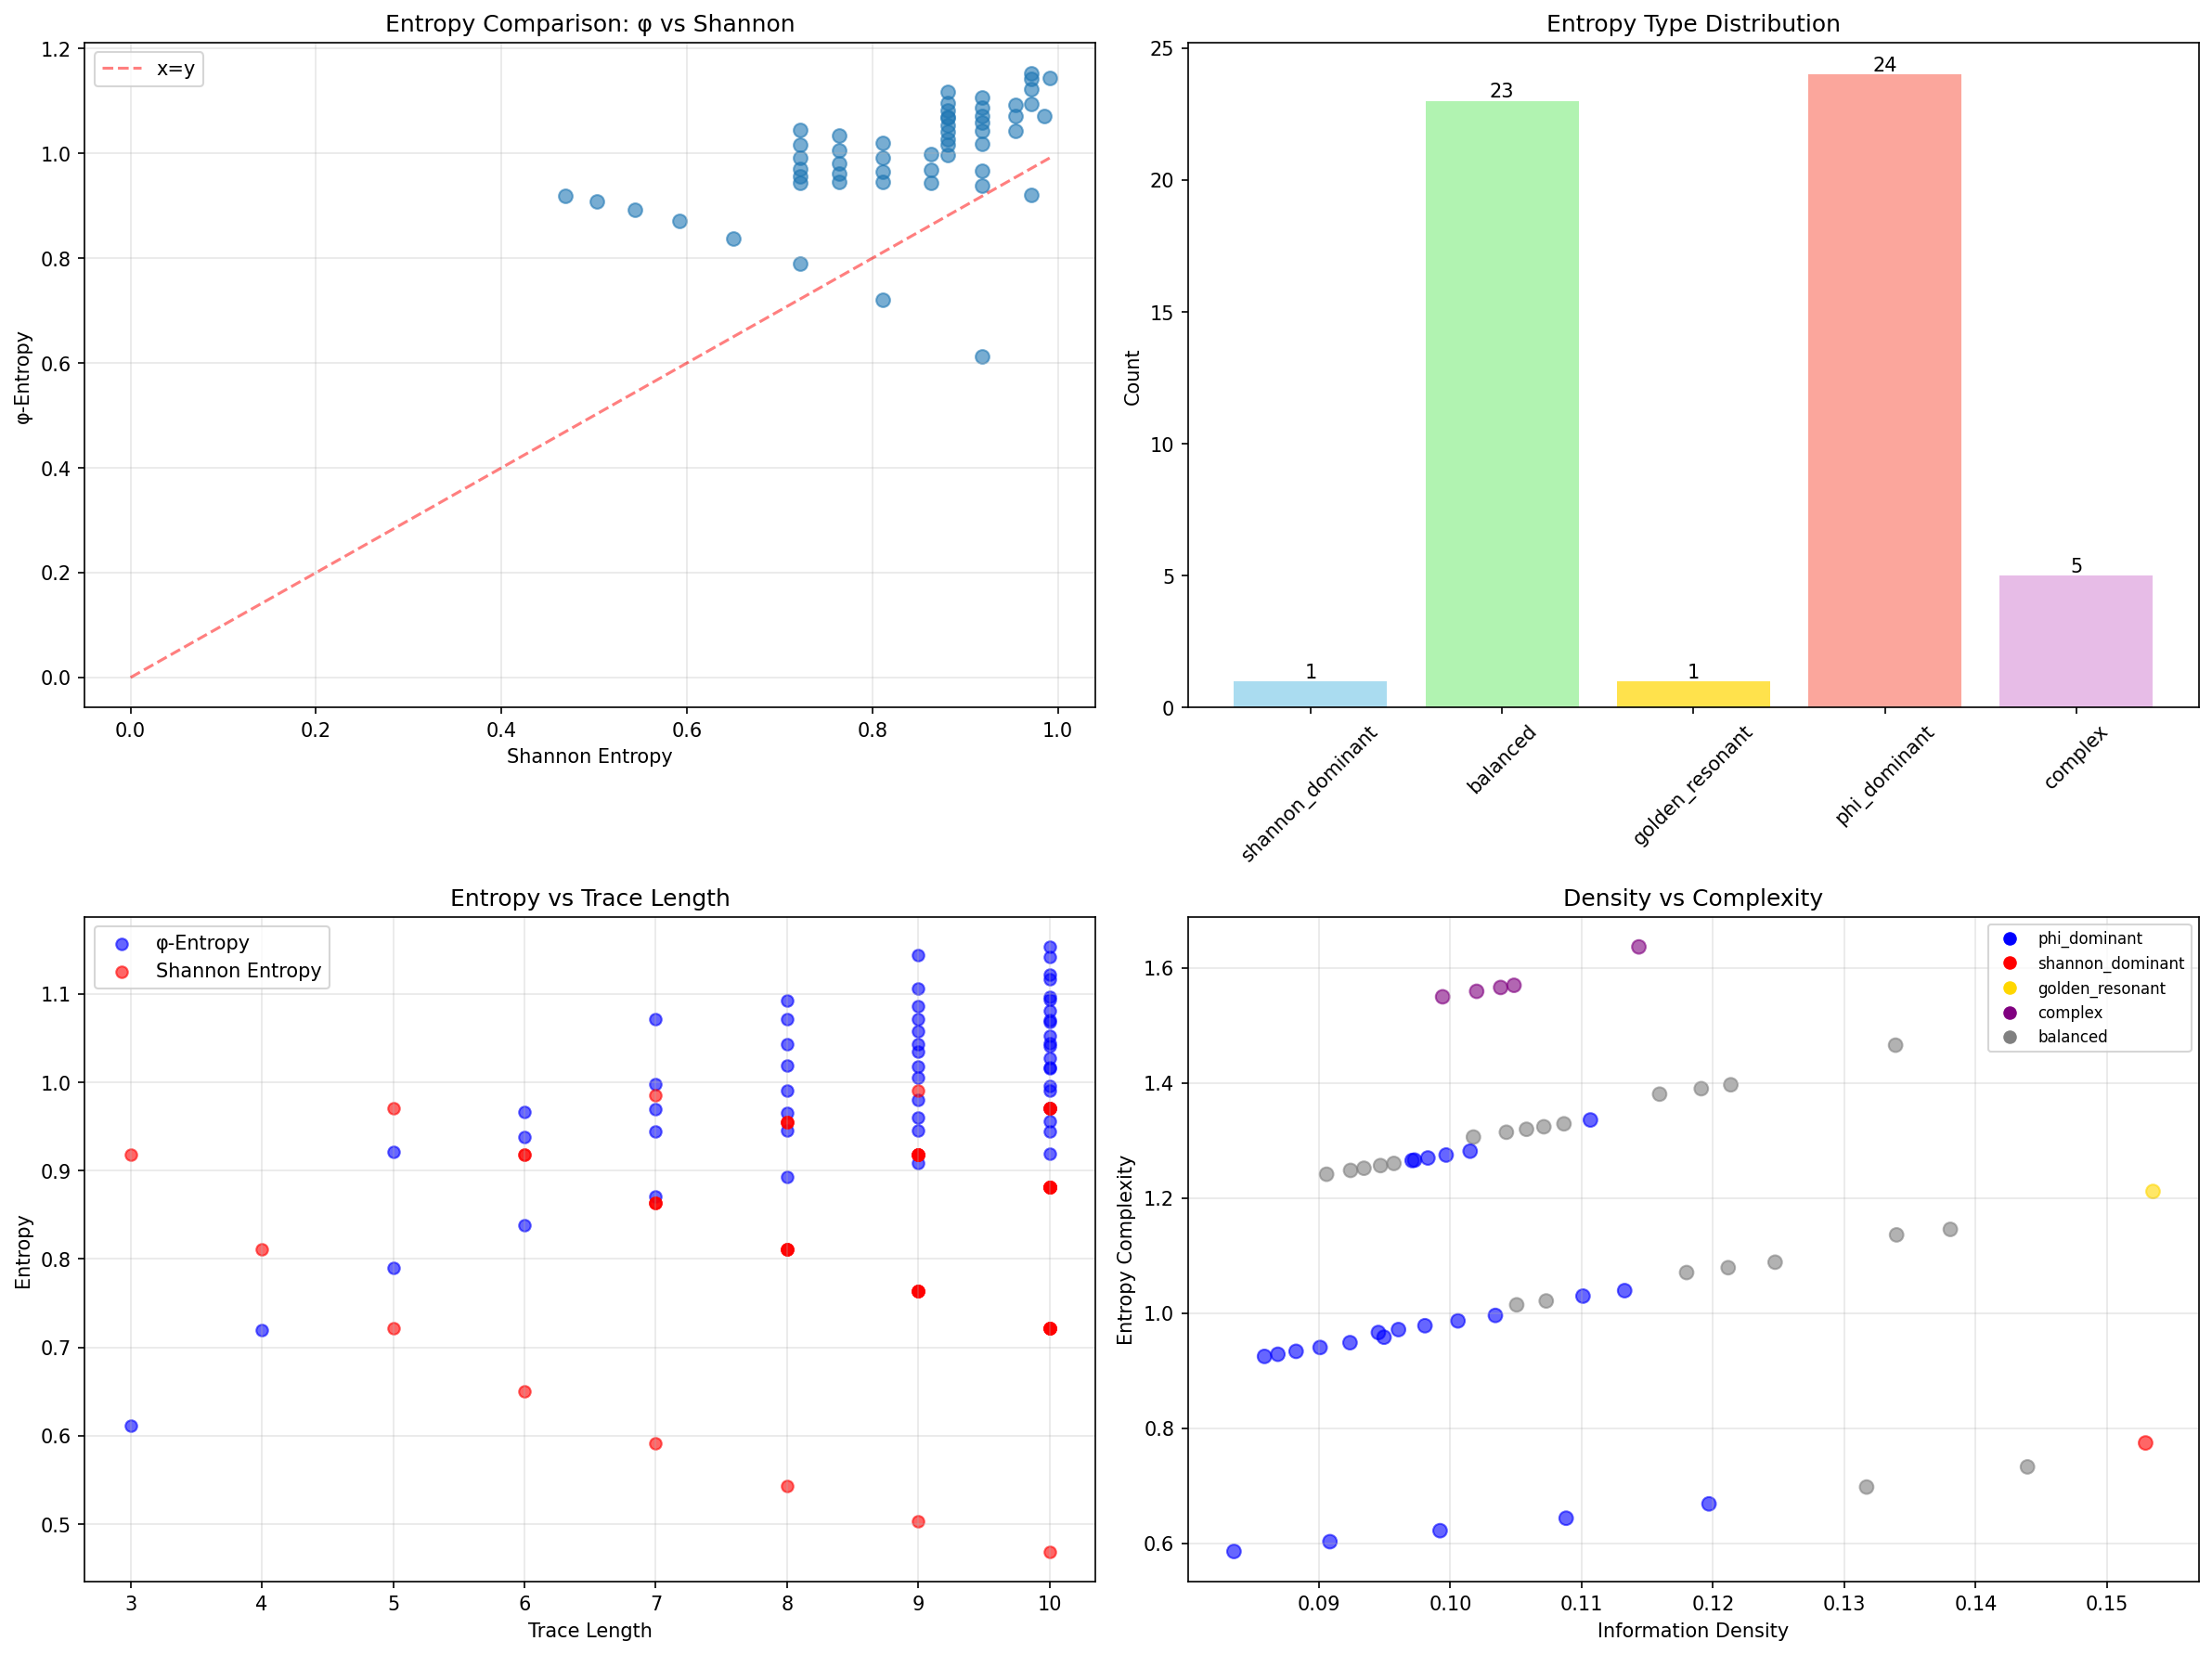 Entropy Comparison: φ vs Shannon
x=y
1.2
1.0
0.8
0.6
0.4
0.2
0.0
φ-Entropy
0.0 0.2 0.4 0.6 0.8 1.0
Shannon Entropy
Entropy Type Distribution
25
20
15
10
5
0
Count
1
23
1
24
5
shannon_dominant
balanced
golden_resonant
phi_dominant
complex
Entropy vs Trace Length
φ-Entropy
Shannon Entropy
1.1
1.0
0.9
0.8
0.7
0.6
0.5
Entropy
3 4 5 6 7 8 9 10
Trace Length
Density vs Complexity
phi_dominant
shannon_dominant
golden_resonant
complex
balanced
1.6
1.4
1.2
1.0
0.8
0.6
Entropy Complexity
0.09 0.10 0.11 0.12 0.13 0.14 0.15
Information Density